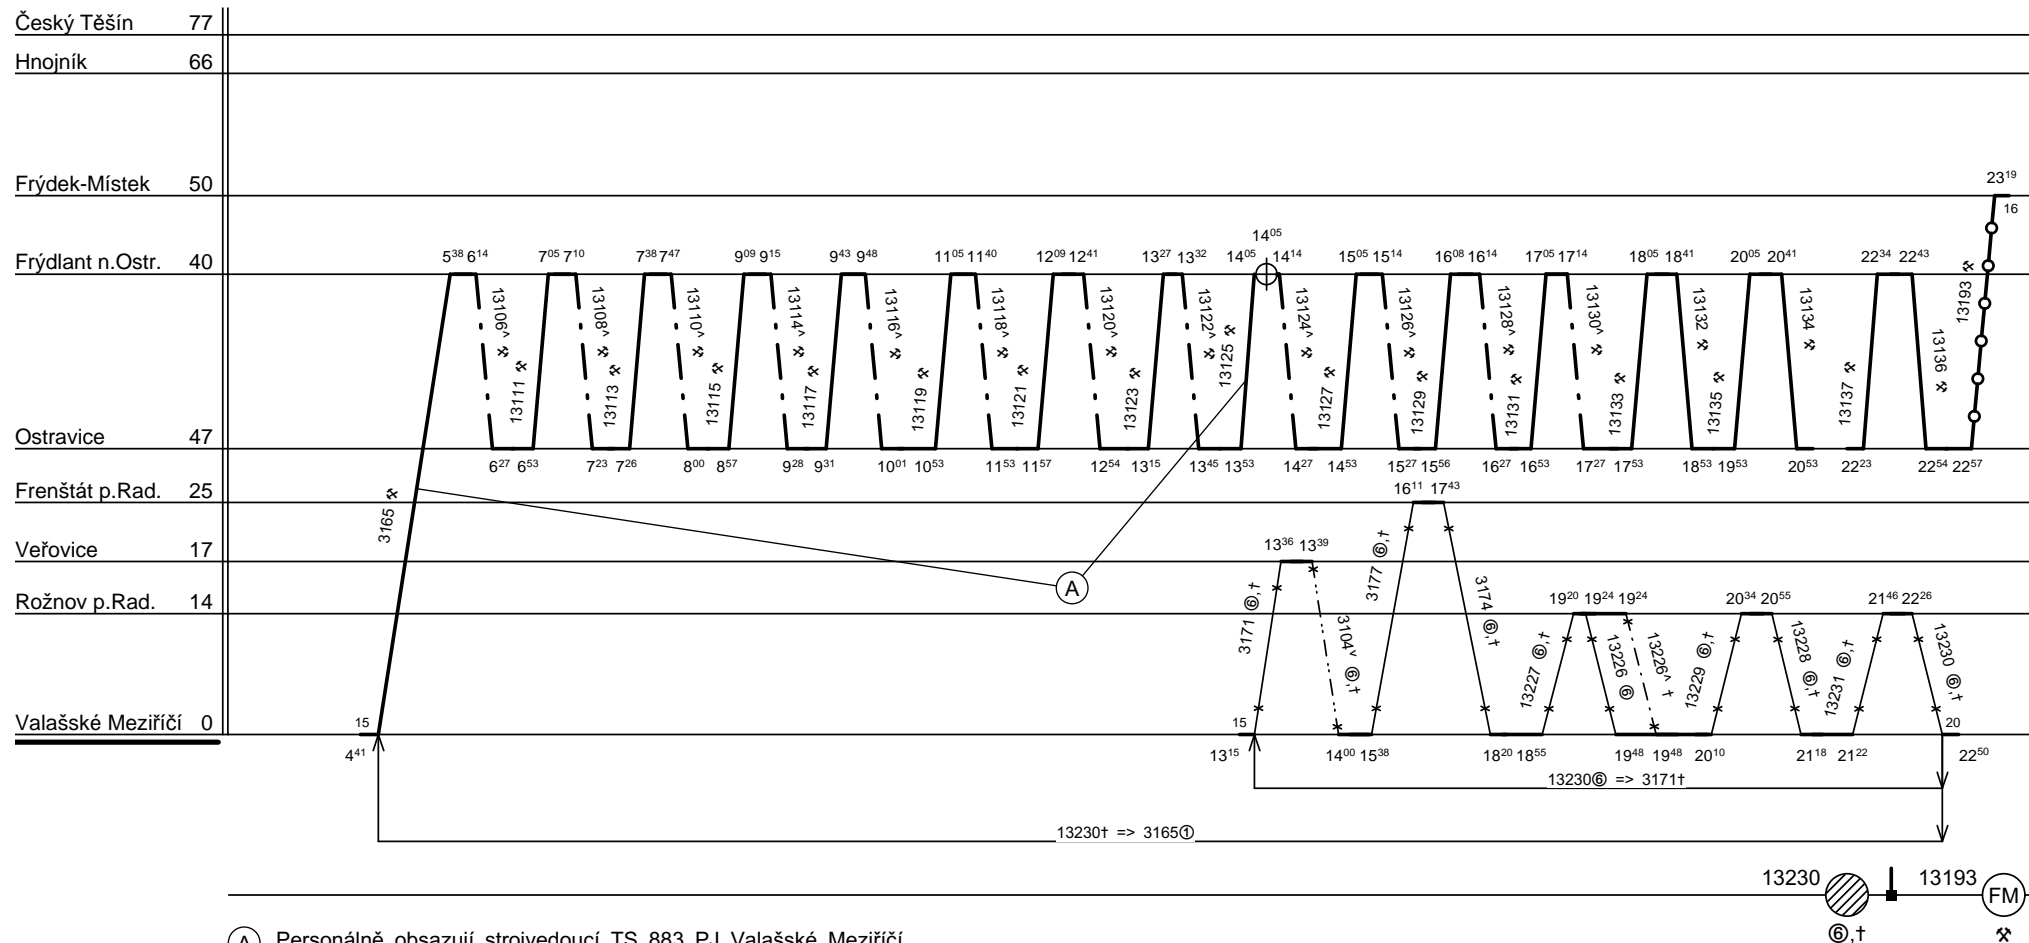 Český Těšín 77
Hnojník 66
23¹⁹
Frýdek-Místek 50
16
14⁰⁵
Frýdlant n.Ostr. 40 5³⁸ 6¹⁴ 7⁰⁵ 7¹⁰ 7³⁸ 7⁴⁷ 9⁰⁹ 9¹⁵ 9⁴³ 9⁴⁸ 11⁰⁵ 11⁴⁰ 12⁰⁹ 12⁴¹ 13²⁷ 13³² 14⁰⁵ 14¹⁴ 15⁰⁵ 15¹⁴ 16⁰⁸ 16¹⁴ 17⁰⁵ 17¹⁴ 18⁰⁵ 18⁴¹ 20⁰⁵ 20⁴¹ 22³⁴ 22⁴³
13106^ ⚒
13111 ⚒
13108^ ⚒
13113 ⚒
13110^ ⚒
13115 ⚒
13114^ ⚒
13117 ⚒
13116^ ⚒
13119 ⚒
13118^ ⚒
13121 ⚒
13120^ ⚒
13123 ⚒
13122^ ⚒
13125 ⚒
13124^ ⚒
13127 ⚒
13126^ ⚒
13129 ⚒
13128^ ⚒
13131 ⚒
13130^ ⚒
13133 ⚒
13132 ⚒
13135 ⚒
13134 ⚒
13137 ⚒
13136 ⚒
13193 ⚒
Ostravice 47
6²⁷ 6⁵³ 7²³ 7²⁶ 8⁰⁰ 8⁵⁷ 9²⁸ 9³¹ 10⁰¹ 10⁵³ 11⁵³ 11⁵⁷ 12⁵⁴ 13¹⁵ 13⁴⁵ 13⁵³ 14²⁷ 14⁵³ 15²⁷ 15⁵⁶ 16²⁷ 16⁵³ 17²⁷ 17⁵³ 18⁵³ 19⁵³ 20⁵³ 22²³ 22⁵⁴ 22⁵⁷
Frenštát p.Rad. 25 16¹¹ 17⁴³
3165 ⚒
Veřovice 17 13³⁶ 13³⁹
3177 ⑥,†
A
Rožnov p.Rad. 14 19²⁰ 19²⁴ 19²⁴ 20³⁴ 20⁵⁵ 21⁴⁶ 22²⁶
3171 ⑥,†
3104^ ⑥,†
3174 ⑥,†
13227 ⑥,†
13226 ⑥
13226^ †
13229 ⑥,†
13228 ⑥,†
13231 ⑥,†
13230 ⑥,†
Valašské Meziříčí 0 15 15 20
4⁴¹ 13¹⁵ 14⁰⁰ 15³⁸ 18²⁰ 18⁵⁵ 19⁴⁸ 19⁴⁸ 20¹⁰ 21¹⁸ 21²² 22⁵⁰
13230⑥ => 3171†
13230† => 3165①
13230 13193 FM
⑥,† ⚒
A Personálně obsazují strojvedoucí TS 883 PJ Valašské Meziříčí